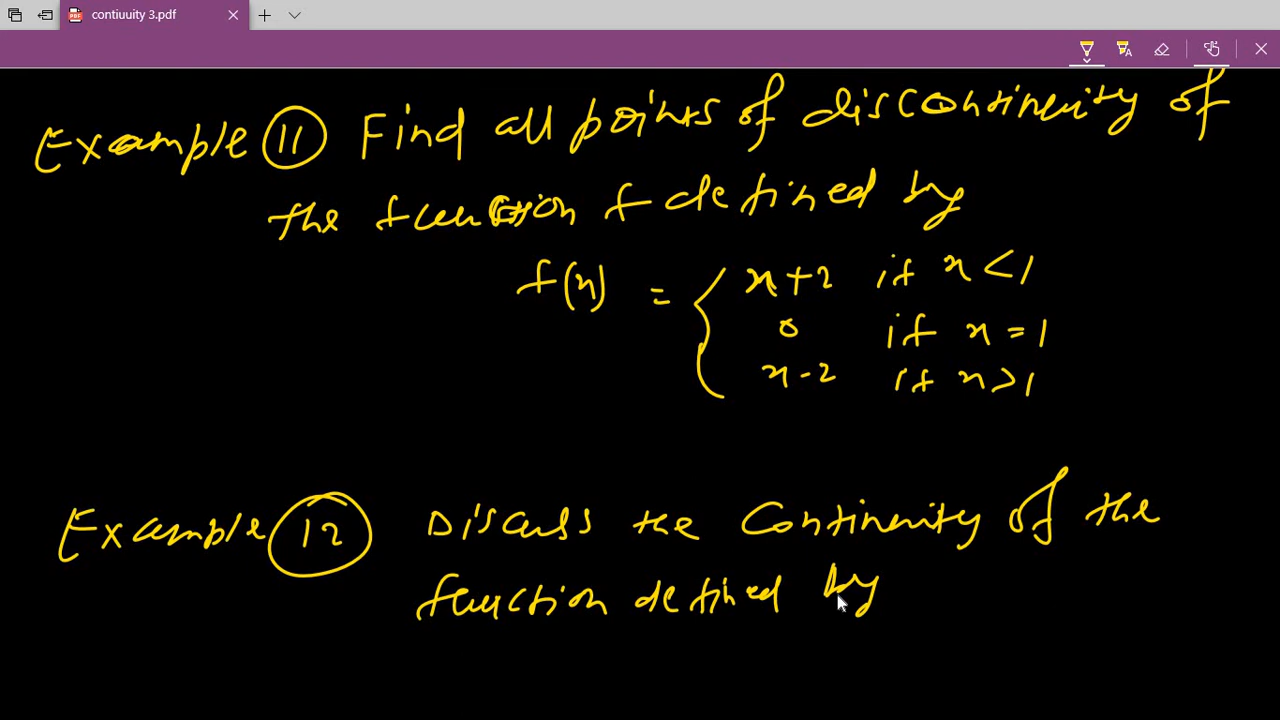 contiuuity 3.pdf
Example 11 Find all points of discontinuity of
the function f defined by
f(x) = { x+2 if x < 1
0 if x = 1
x-2 if x > 1
Example 12 Discuss the Continuity of the
function defined by